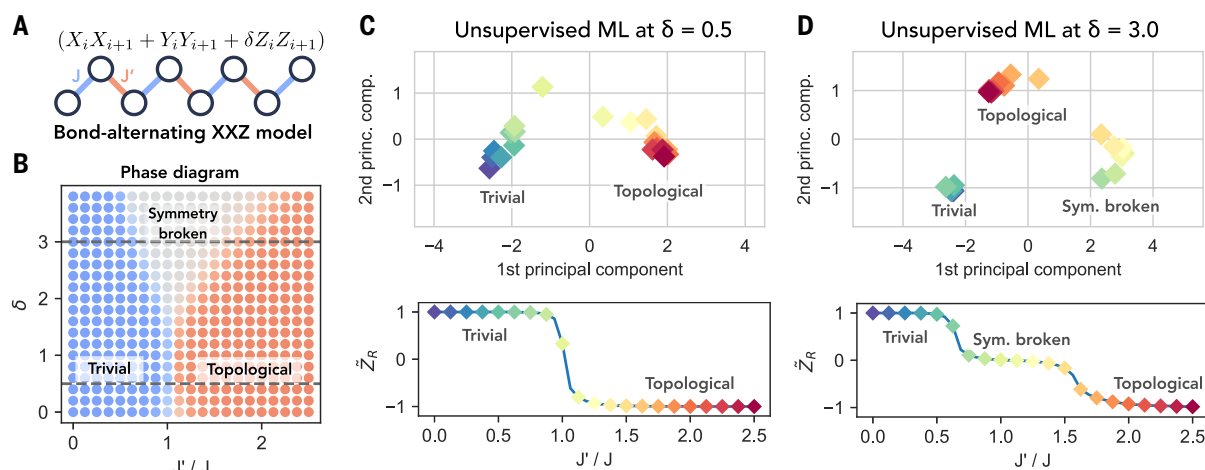 A
(X_iX_{i+1} + Y_iY_{i+1} + δZ_iZ_{i+1})
J J'
Bond-alternating XXZ model
B
Phase diagram
Symmetry
broken
Trivial Topological
δ
3
2
1
0
0 1 2
J' / J
C
Unsupervised ML at δ = 0.5
2nd princ. comp.
1
0
−1
Trivial
Topological
−4 −2 0 2 4
1st principal component
Z̃_R
1
0
−1
Trivial
Topological
0.0 0.5 1.0 1.5 2.0 2.5
J' / J
D
Unsupervised ML at δ = 3.0
2nd princ. comp.
1
0
−1
Topological
Trivial
Sym. broken
−4 −2 0 2 4
1st principal component
Z̃_R
1
0
−1
Trivial
Sym. broken
Topological
0.0 0.5 1.0 1.5 2.0 2.5
J' / J